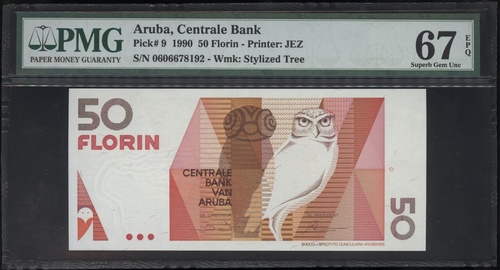 PMG
PAPER MONEY GUARANTY
Aruba, Centrale Bank
Pick# 9 1990 50 Florin - Printer: JEZ
S/N 0606678192 - Wmk: Stylized Tree
67 EPQ
Superb Gem Unc
50
FLORIN
CENTRALE
BANK
VAN
ARUBA
50